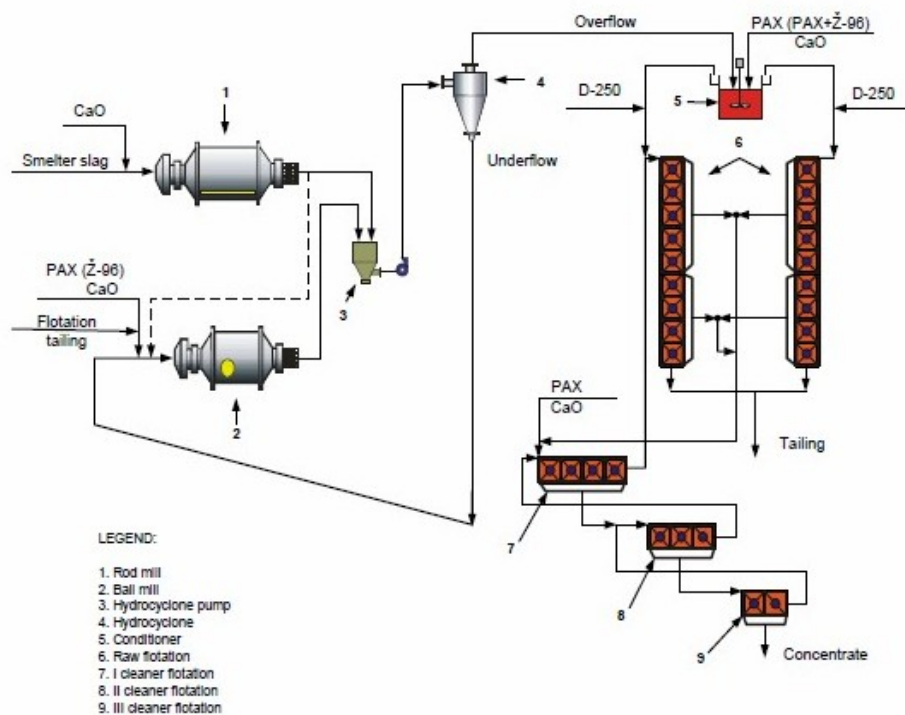 Overflow
PAX (PAX+Ž-96)
CaO
1
4
D-250
5
D-250
CaO
Smelter slag
Underflow
6
PAX (Ž-96)
CaO
3
Flotation
tailing
2
PAX
CaO
Tailing
7
8
9
Concentrate
LEGEND:
1. Rod mill
2. Ball mill
3. Hydrocyclone pump
4. Hydrocyclone
5. Conditioner
6. Raw flotation
7. I cleaner flotation
8. II cleaner flotation
9. III cleaner flotation